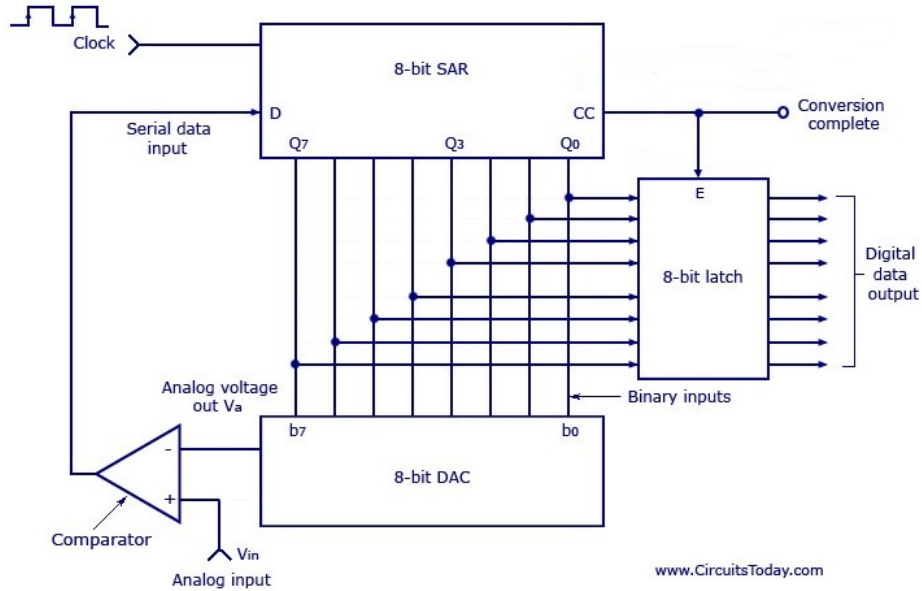 Clock
8-bit SAR
D
CC
Conversion
complete
Serial data
input
Q7
Q3
Q0
E
8-bit latch
Digital
data
output
Analog voltage
out Va
Binary inputs
b7
b0
-
8-bit DAC
+
Comparator
Vin
Analog input
www.CircuitsToday.com